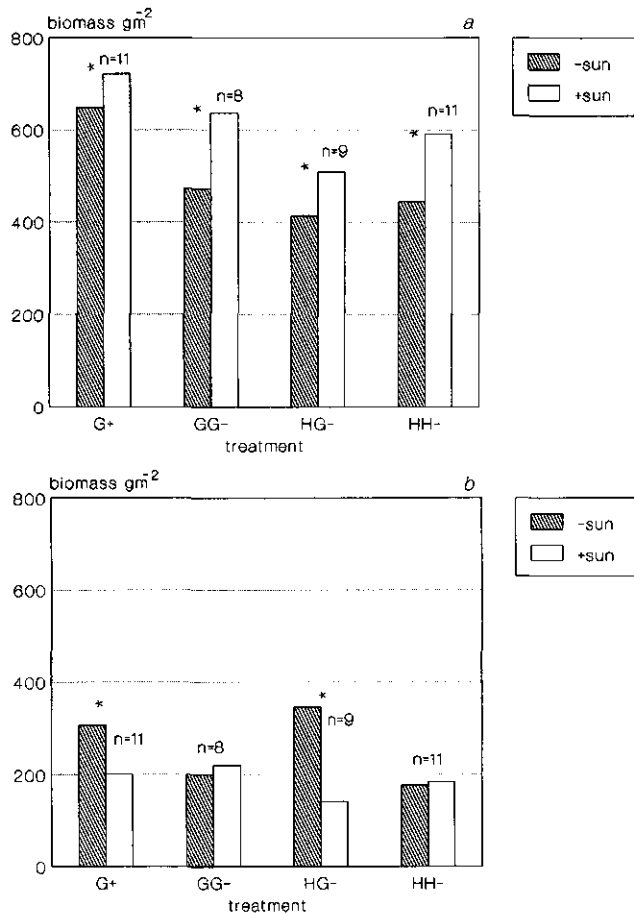 biomass gm-2
a
800
600
400
200
0
* n=11
* n=8
* n=9
* n=11
G+ GG- HG- HH-
treatment
-sun
+sun
biomass gm-2
b
800
600
400
200
0
*
n=11
n=8
*
n=9
n=11
G+ GG- HG- HH-
treatment
-sun
+sun